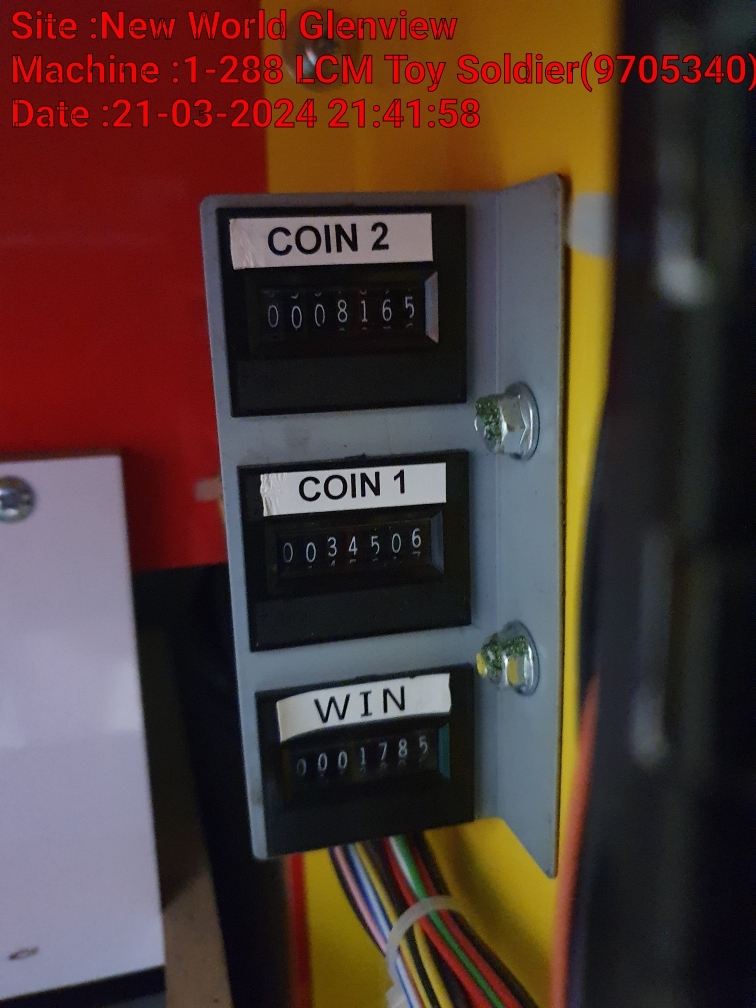 Site :New World Glenview
Machine :1-288 LCM Toy Soldier(9705340)
Date :21-03-2024 21:41:58
COIN 2
0008165
COIN 1
0034506
WIN
0001785